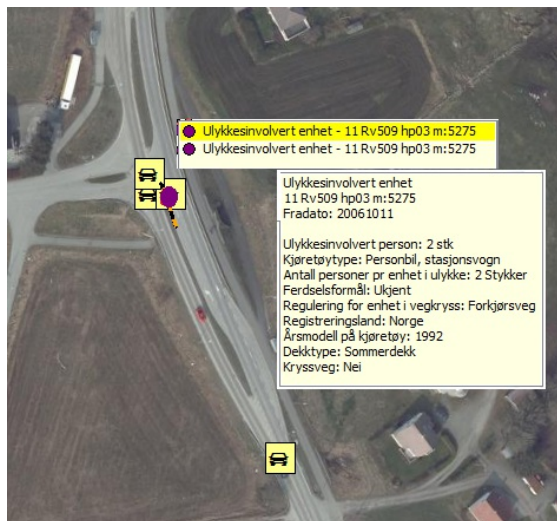 Ulykkesinvolvert enhet - 11 Rv509 hp03 m:5275
Ulykkesinvolvert enhet - 11 Rv509 hp03 m:5275
Ulykkesinvolvert enhet
11 Rv509 hp03 m:5275
Fradato: 20061011
Ulykkesinvolvert person: 2 stk
Kjøretøytype: Personbil, stasjonsvogn
Antall personer pr enhet i ulykke: 2 Stykker
Ferdselsformål: Ukjent
Regulering for enhet i vegkryss: Forkjørsveg
Registreringsland: Norge
Årsmodell på kjøretøy: 1992
Dekktype: Sommerdekk
Kryssveg: Nei